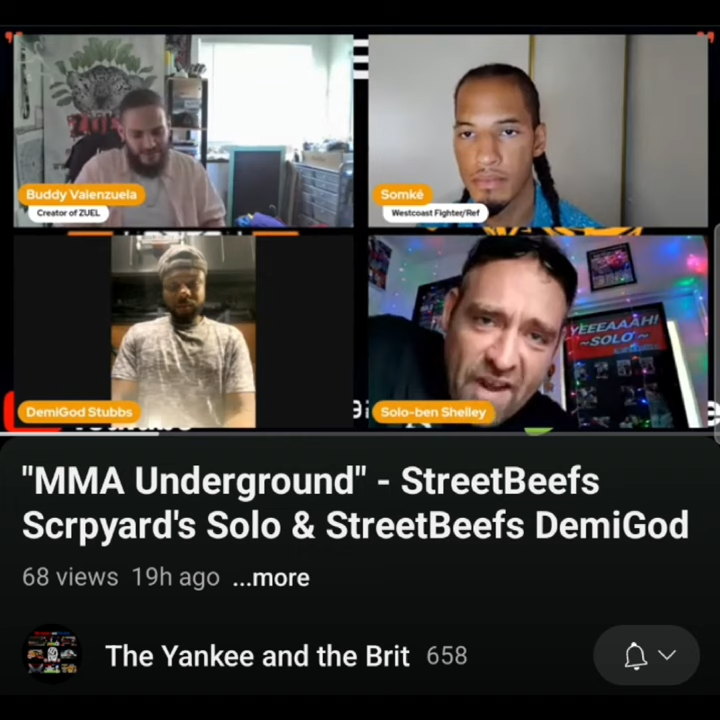 Buddy Valenzuela
Creator of ZUEL
Somké
Westcoast Fighter/Ref
YEEEAAAH!
~SOLO~
DemiGod Stubbs
Solo-ben Shelley
"MMA Underground" - StreetBeefs
Scrpyard's Solo & StreetBeefs DemiGod
68 views 19h ago ...more
The Yankee and the Brit 658